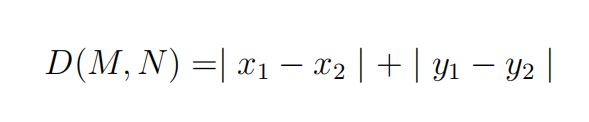 D(M, N) =| x₁ − x₂ | + | y₁ − y₂ |